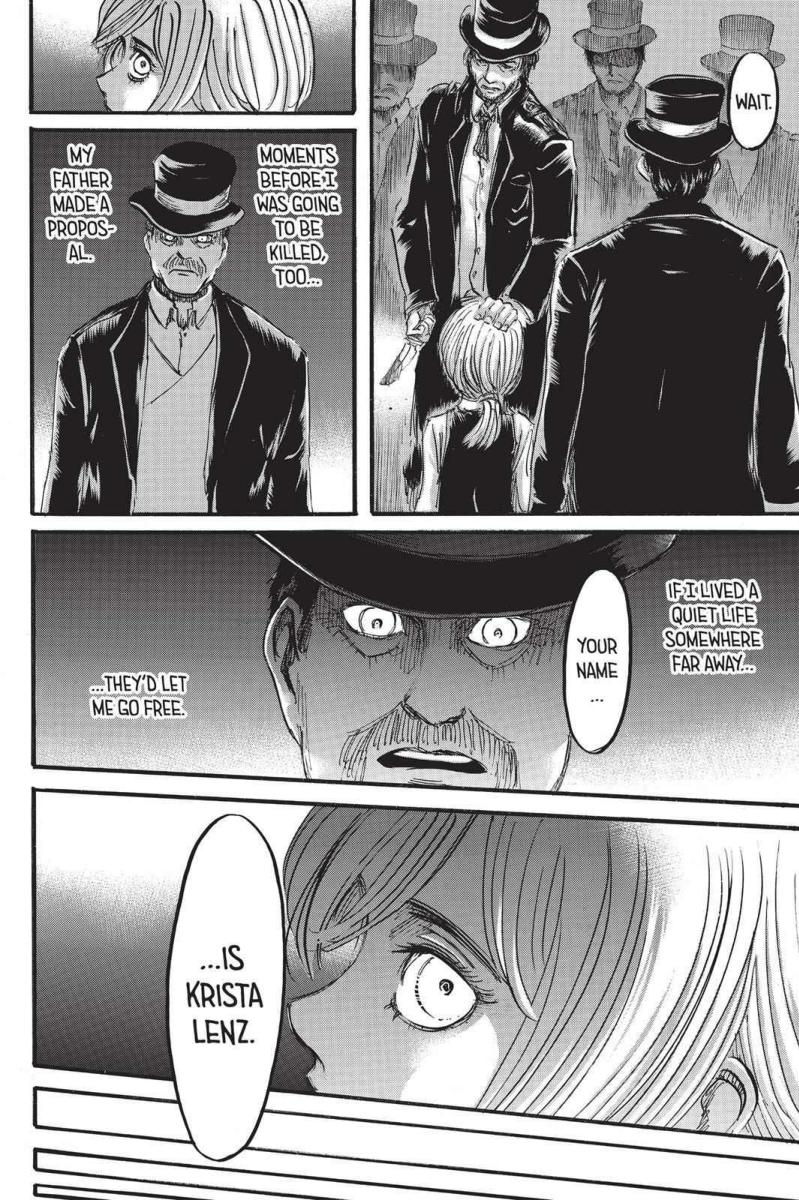 WAIT.
MOMENTS
BEFORE I
WAS GOING
TO BE
KILLED,
TOO...
MY
FATHER
MADE A
PROPOS-
AL.
IF I LIVED A
QUIET LIFE
SOMEWHERE
FAR AWAY...
YOUR
NAME
...
...THEY'D LET
ME GO FREE.
...IS
KRISTA
LENZ.